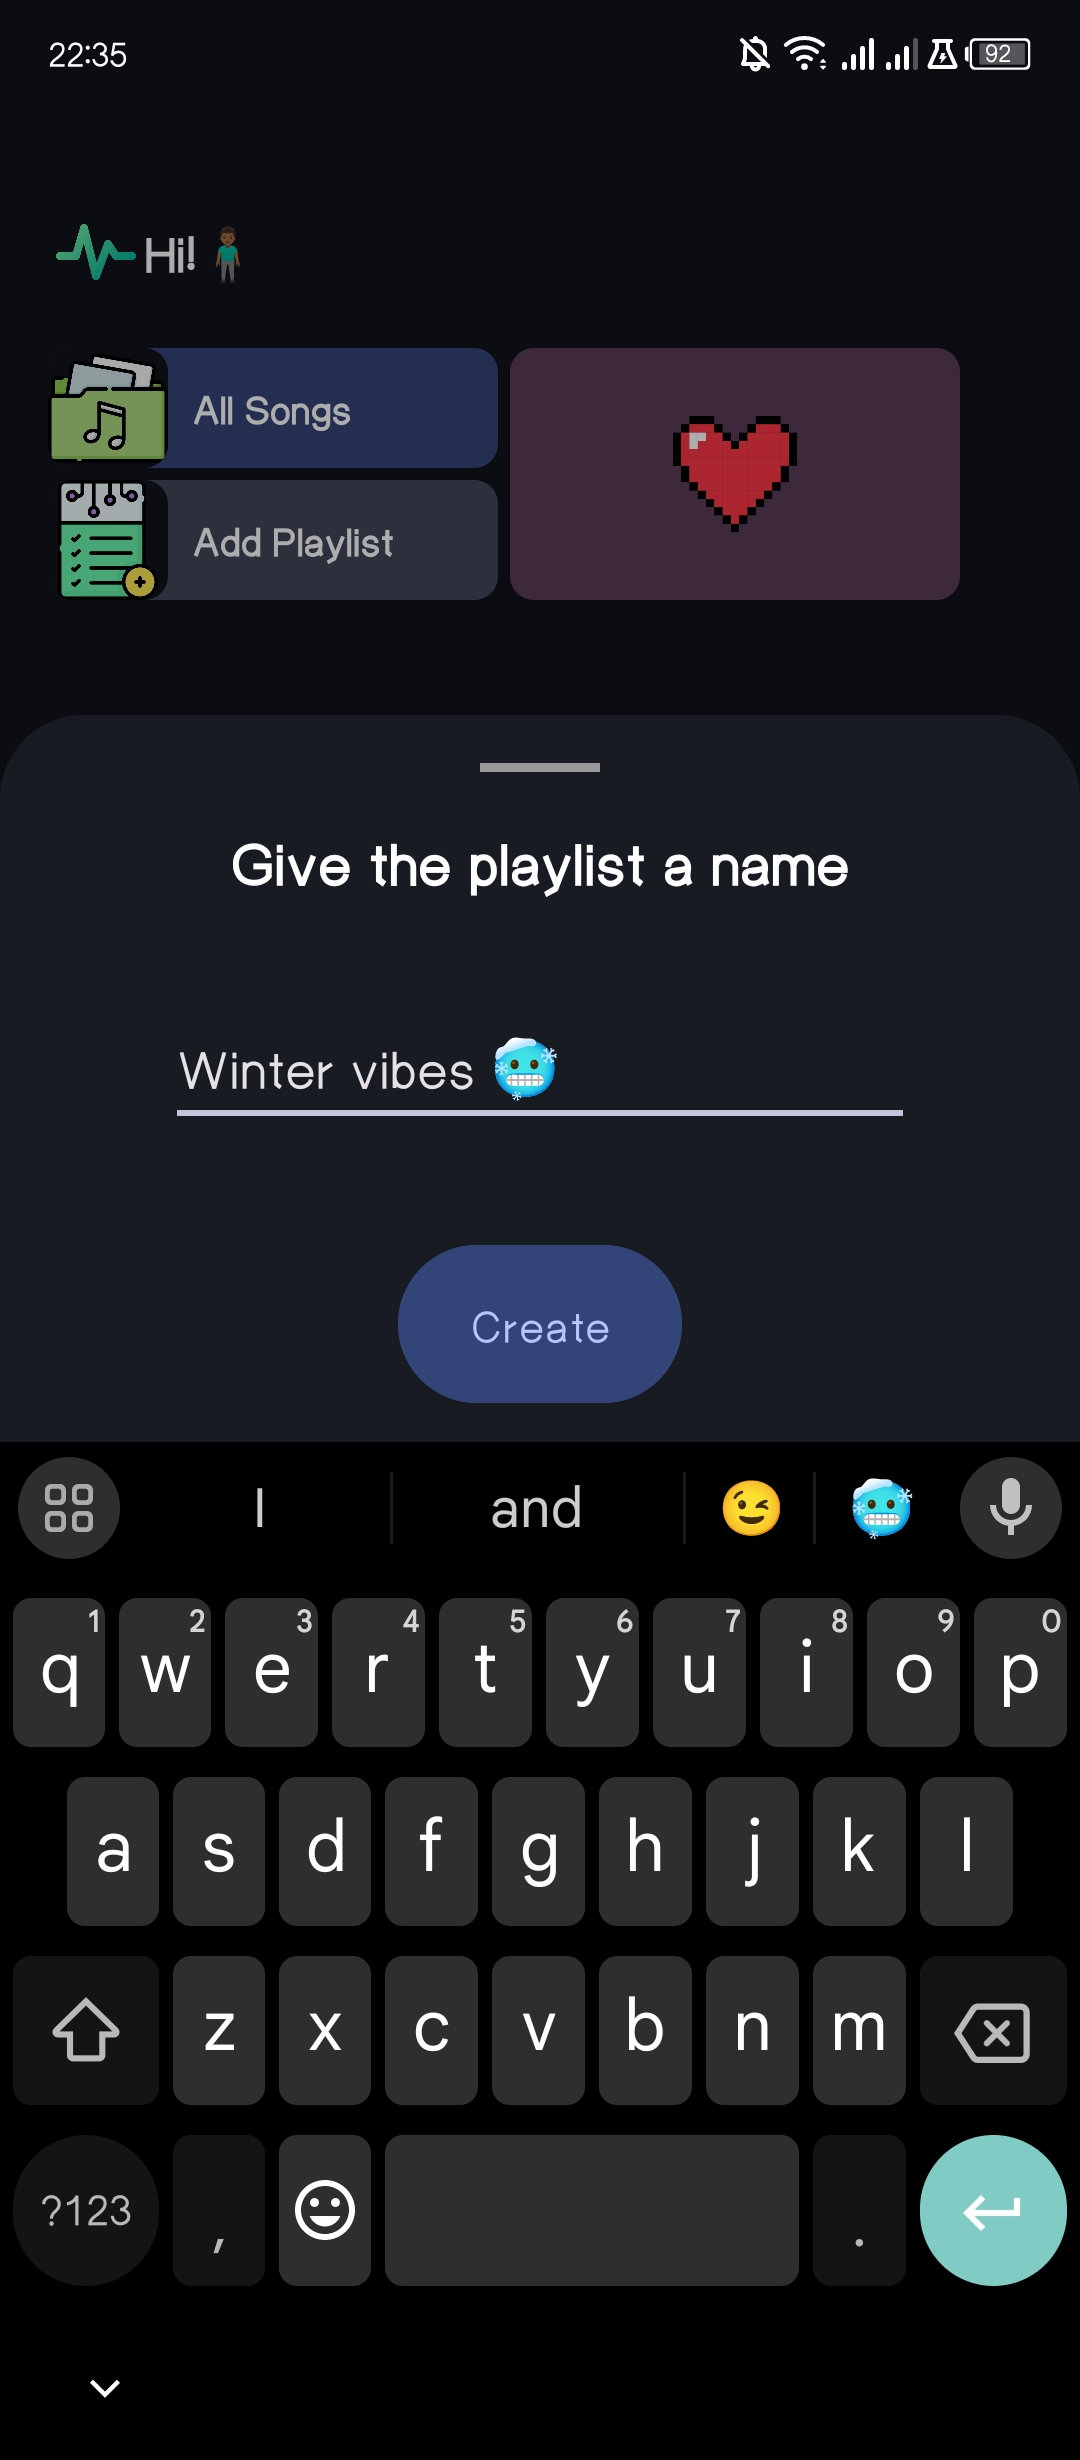 22:35
92
Hi! 🧍🏾‍♂️
All Songs
Add Playlist
Give the playlist a name
Winter vibes 🥶
Create
I and 😉 🥶
1 2 3 4 5 6 7 8 9 0
q w e r t y u i o p
a s d f g h j k l
z x c v b n m
?123 , .